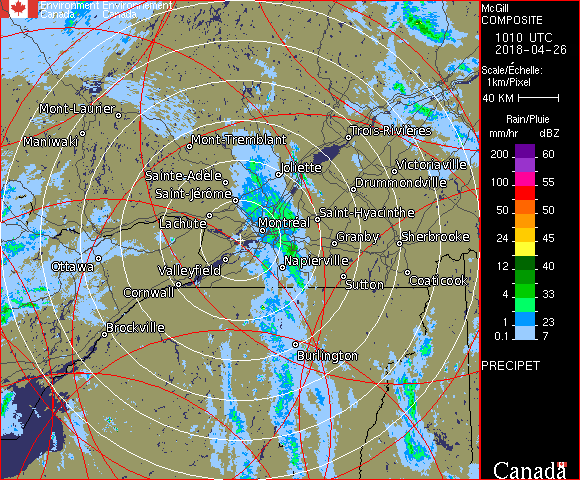 Environment Environnement
Canada Canada
McGill
COMPOSITE
1010 UTC
2018-04-26
Scale/Échelle:
1km/Pixel
40 KM
Rain/Pluie
mm/hr dBZ
200 60
100 55
50 50
24 45
12 40
4 33
1 23
0.1 7
PRECIPET
Canada
Mont-Laurier
Maniwaki
Mont-Tremblant
Trois-Rivières
Joliette
Victoriaville
Sainte-Adèle
Drummondville
Saint-Jérôme
Saint-Hyacinthe
Lachute
Montréal
Granby
Sherbrooke
Ottawa
Valleyfield
Napierville
Coaticook
Sutton
Cornwall
Brockville
Burlington